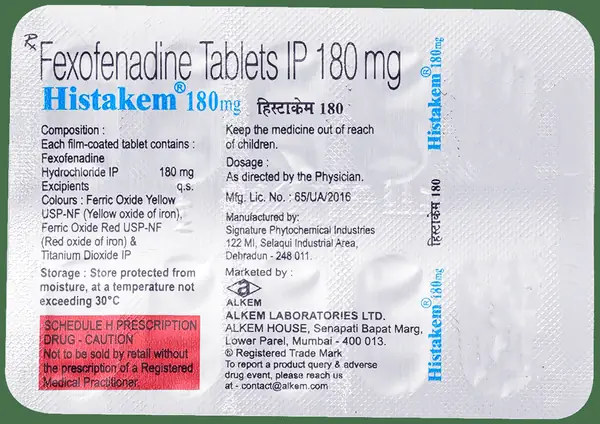 Rx
Fexofenadine Tablets IP 180 mg
Histakem® 180mg हिस्टाकेम 180
Composition :
Each film-coated tablet contains :
Fexofenadine
Hydrochloride IP 180 mg
Excipients q.s.
Colours : Ferric Oxide Yellow
USP-NF (Yellow oxide of iron),
Ferric Oxide Red USP-NF
(Red oxide of iron) &
Titanium Dioxide IP
Storage : Store protected from
moisture, at a temperature not
exceeding 30°C
SCHEDULE H PRESCRIPTION
DRUG - CAUTION
Not to be sold by retail without
the prescription of a Registered
Medical Practitioner.
Keep the medicine out of reach
of children.
Dosage :
As directed by the Physician.
Mfg. Lic. No. : 65/UA/2016
Manufactured by:
Signature Phytochemical Industries
122 MI, Selaqui Industrial Area,
Dehradun - 248 011.
Marketed by :
ALKEM
ALKEM LABORATORIES LTD.
ALKEM HOUSE, Senapati Bapat Marg,
Lower Parel, Mumbai - 400 013.
® Registered Trade Mark
To report a product query & adverse
drug event, please reach us
at - contact@alkem.com
Histakem® 180mg
हिस्टाकेम 180
Histakem® 180mg